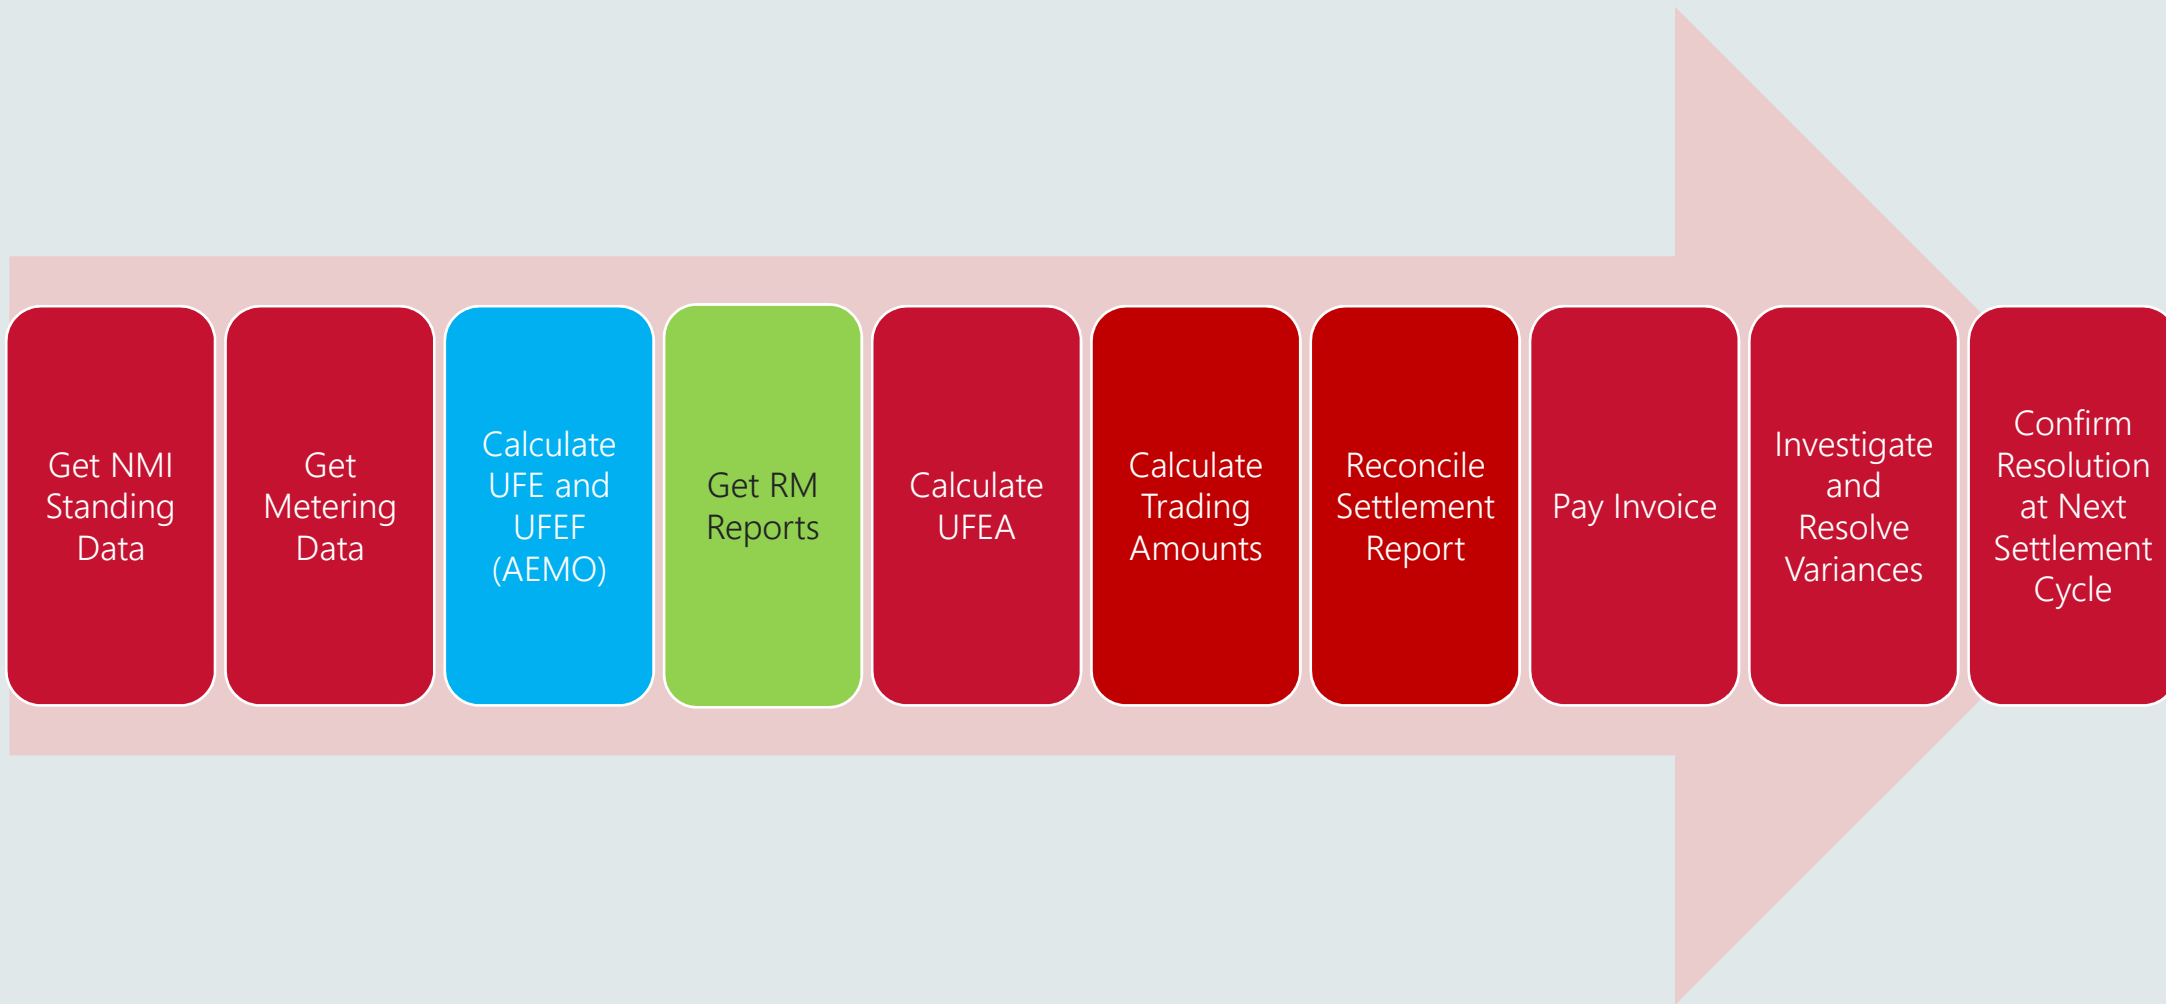 Get NMI
Standing
Data
Get
Metering
Data
Calculate
UFE and
UFEF
(AEMO)
Get RM
Reports
Calculate
UFEA
Calculate
Trading
Amounts
Reconcile
Settlement
Report
Pay Invoice
Investigate
and
Resolve
Variances
Confirm
Resolution
at Next
Settlement
Cycle